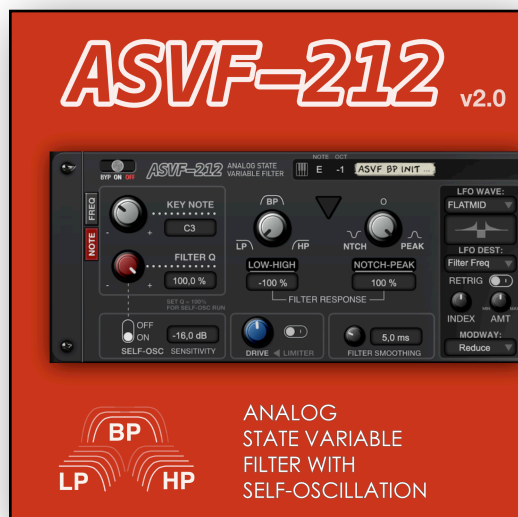 ASVF-212 v2.0
BYP ON OFF
ASVF-212
ANALOG STATE
VARIABLE FILTER
NOTE OCT
E -1
ASVF BP INIT ...
FREQ
NOTE
KEY NOTE
- +
C3
FILTER Q
- +
100,0 %
SET Q = 100%
FOR SELF-OSC RUN
OFF
ON
SELF-OSC
-16,0 dB
SENSITIVITY
BP
LP HP
LOW-HIGH
-100 %
O
NTCH PEAK
NOTCH-PEAK
100 %
FILTER RESPONSE
DRIVE LIMITER
I
5,0 ms
FILTER SMOOTHING
LFO WAVE:
FLATMID
LFO DEST:
Filter Freq
RETRIG I
INDEX AMT
MODWAY:
Reduce
BP
LP HP
ANALOG
STATE VARIABLE
FILTER WITH
SELF-OSCILLATION